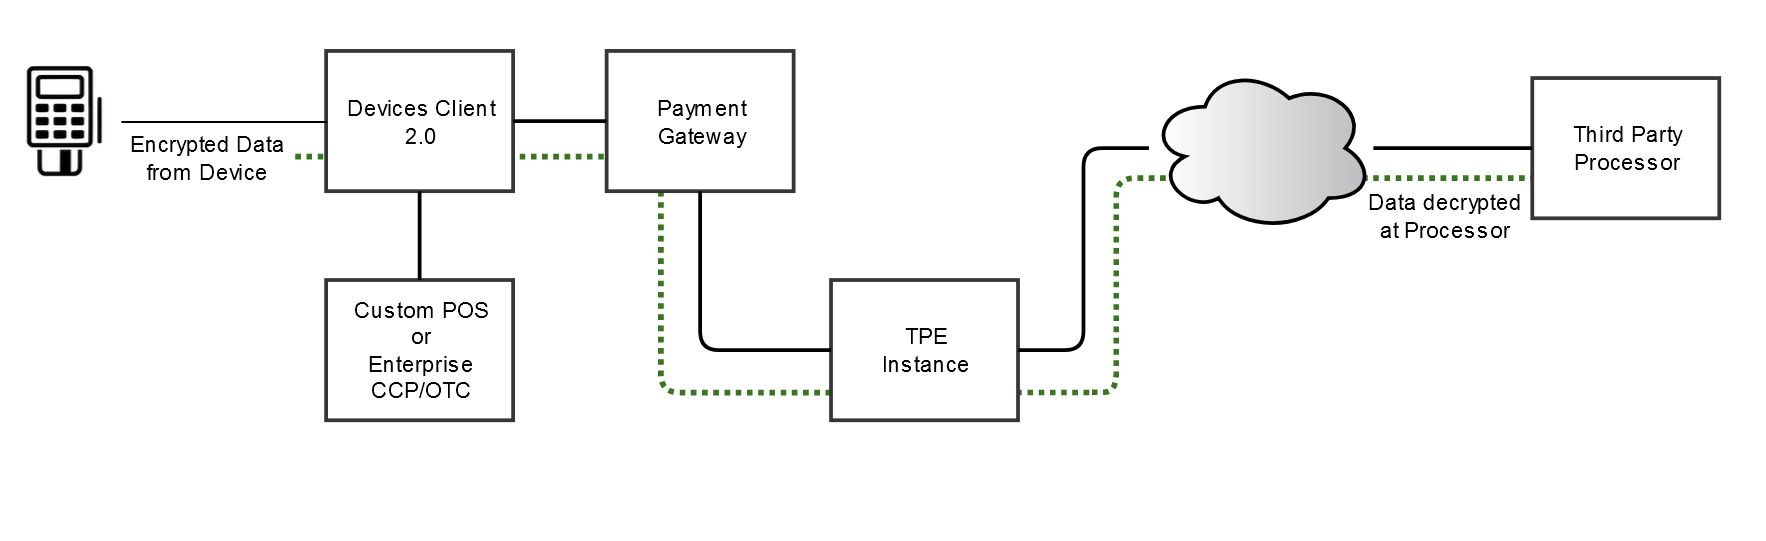 Encrypted Data
from Device
Devices Client
2.0
Payment
Gateway
Custom POS
or
Enterprise
CCP/OTC
TPE
Instance
Data decrypted
at Processor
Third Party
Processor